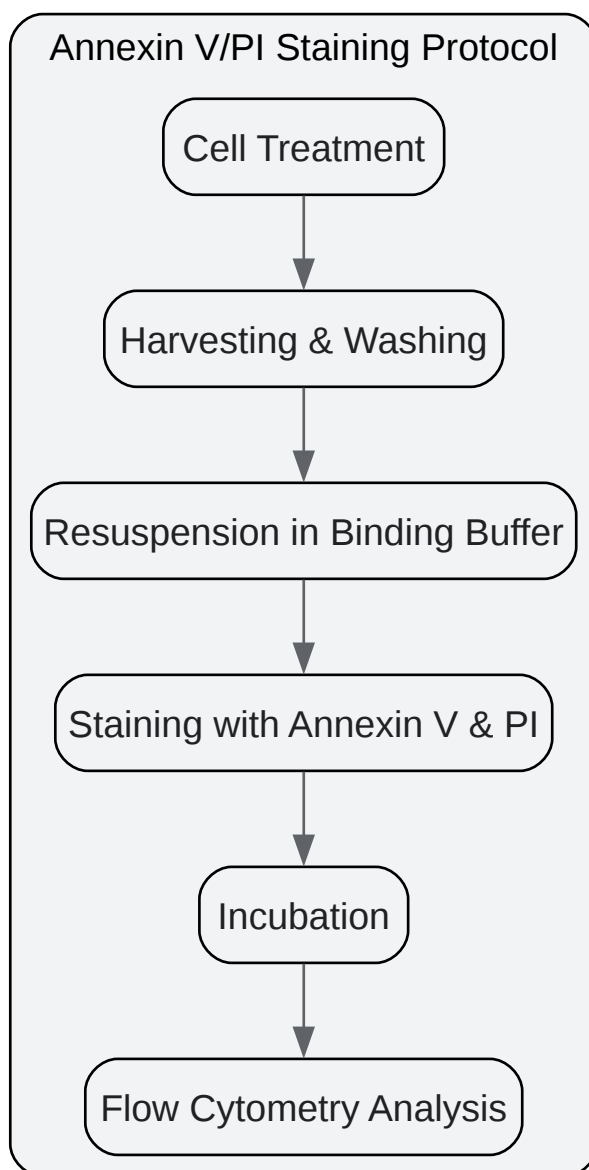 Annexin V/PI Staining Protocol
Cell Treatment
Harvesting & Washing
Resuspension in Binding Buffer
Staining with Annexin V & PI
Incubation
Flow Cytometry Analysis